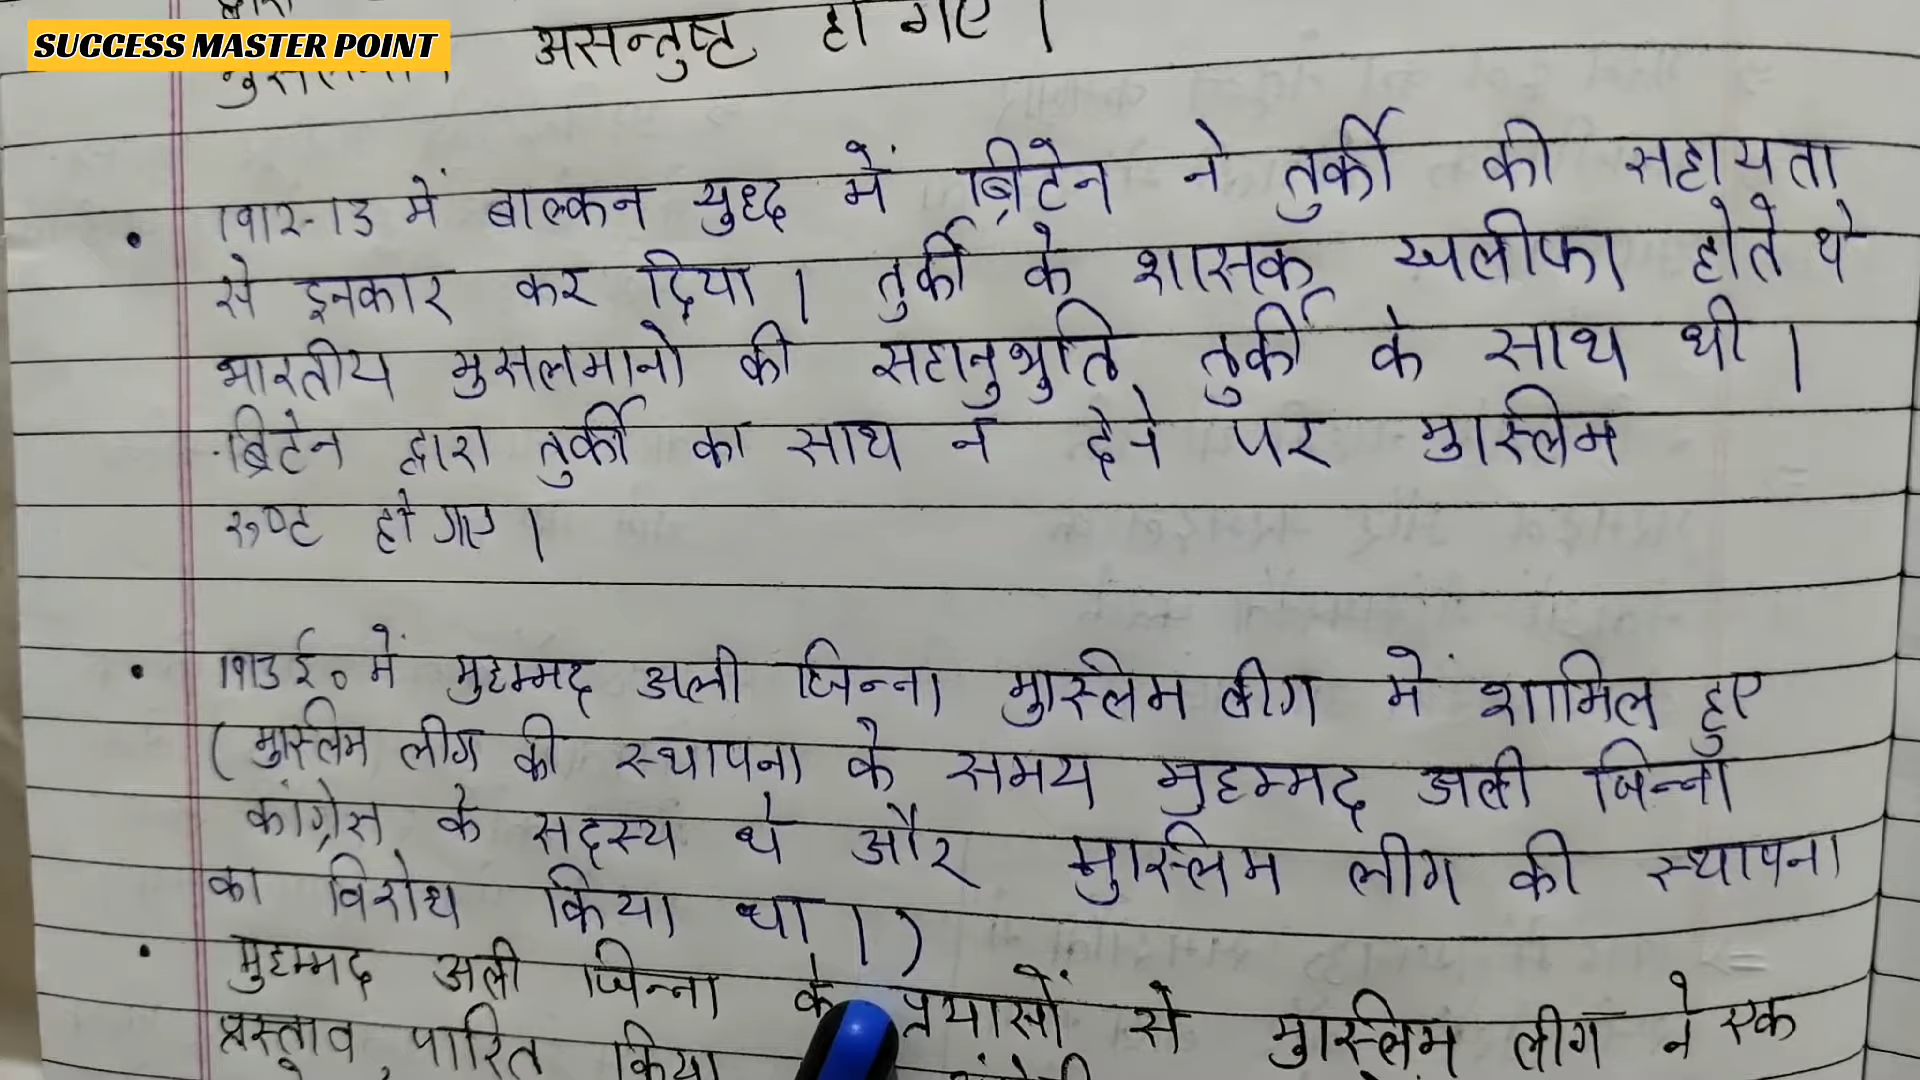 SUCCESS MASTER POINT
असन्तुष्ट हो गए।
1912-13 में बाल्कन युध्द में ब्रिटेन ने तुर्की की सहायता
से इनकार कर दिया। तुर्की के शासक खलीफा होते थे
भारतीय मुसलमानो की सहानुभुति तुर्की के साथ थी।
ब्रिटेन द्वारा तुर्की का साथ न देने पर मुस्लिम
रुष्ट हो गए।
1913 ई० में मुहम्मद अली जिन्ना मुस्लिम लीग में शामिल हुए
(मुस्लिम लीग की स्थापना के समय मुहम्मद अली जिन्ना
कांग्रेस के सदस्य थे और मुस्लिम लीग की स्थापना
का विरोध किया था।)
मुहम्मद अली जिन्ना के प्रयासों से मुस्लिम लीग ने एक
प्रस्ताव पारित किया